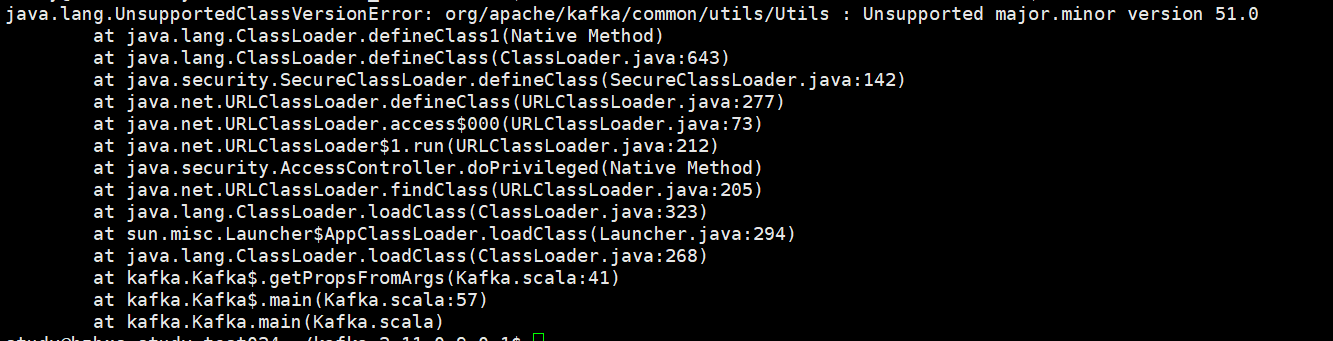 java.lang.UnsupportedClassVersionError: org/apache/kafka/common/utils/Utils : Unsupported major.minor version 51.0
at java.lang.ClassLoader.defineClass1(Native Method)
at java.lang.ClassLoader.defineClass(ClassLoader.java:643)
at java.security.SecureClassLoader.defineClass(SecureClassLoader.java:142)
at java.net.URLClassLoader.defineClass(URLClassLoader.java:277)
at java.net.URLClassLoader.access$000(URLClassLoader.java:73)
at java.net.URLClassLoader$1.run(URLClassLoader.java:212)
at java.security.AccessController.doPrivileged(Native Method)
at java.net.URLClassLoader.findClass(URLClassLoader.java:205)
at java.lang.ClassLoader.loadClass(ClassLoader.java:323)
at sun.misc.Launcher$AppClassLoader.loadClass(Launcher.java:294)
at java.lang.ClassLoader.loadClass(ClassLoader.java:268)
at kafka.Kafka$.getPropsFromArgs(Kafka.scala:41)
at kafka.Kafka$.main(Kafka.scala:57)
at kafka.Kafka.main(Kafka.scala)